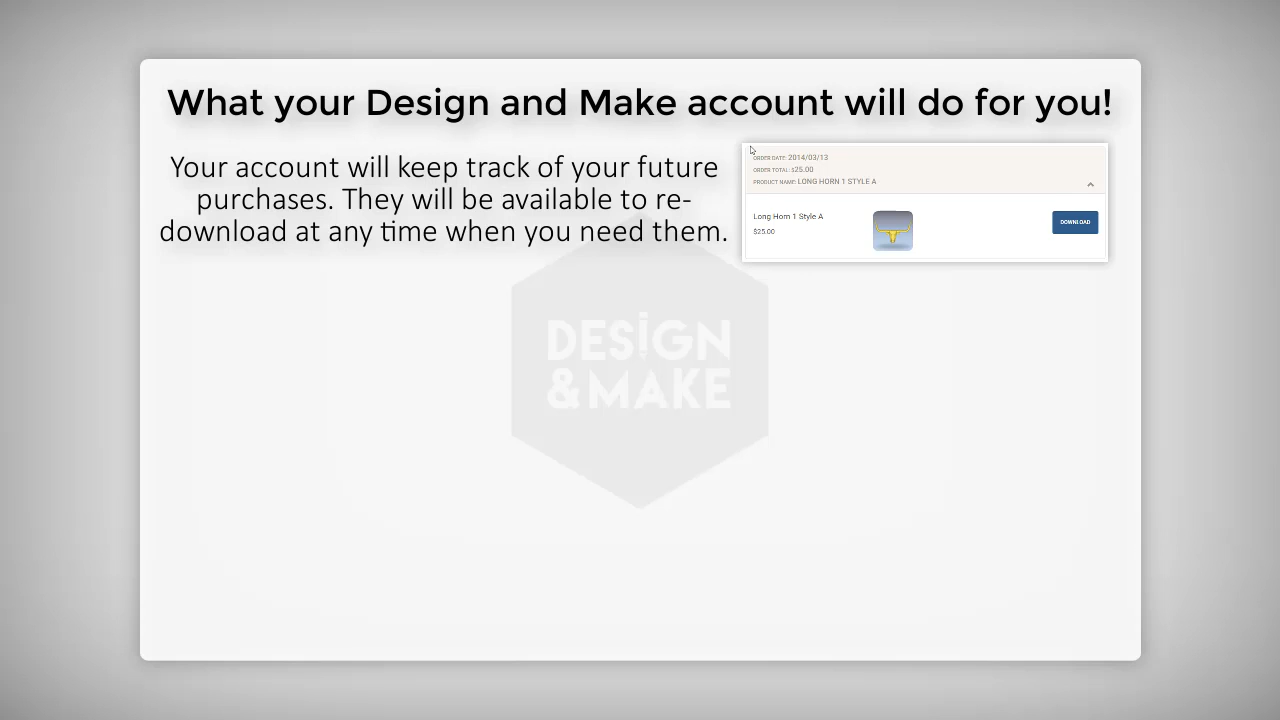 What your Design and Make account will do for you!
Your account will keep track of your future
purchases. They will be available to re-
download at any time when you need them.
ORDER DATE: 2014/03/13
ORDER TOTAL: $25.00
PRODUCT NAME: LONG HORN 1 STYLE A
Long Horn 1 Style A
$25.00
DOWNLOAD
DESIGN
&MAKE